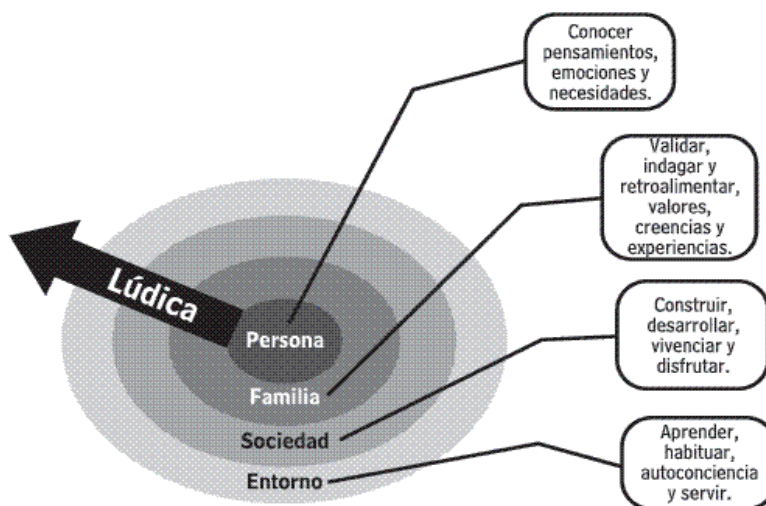 Conocer
pensamientos,
emociones y
necesidades.
Validar,
indagar y
retroalimentar,
valores,
creencias y
experiencias.
Lúdica
Persona
Familia
Sociedad
Entorno
Construir,
desarrollar,
vivenciar y
disfrutar.
Aprender,
habituar,
autoconciencia
y servir.